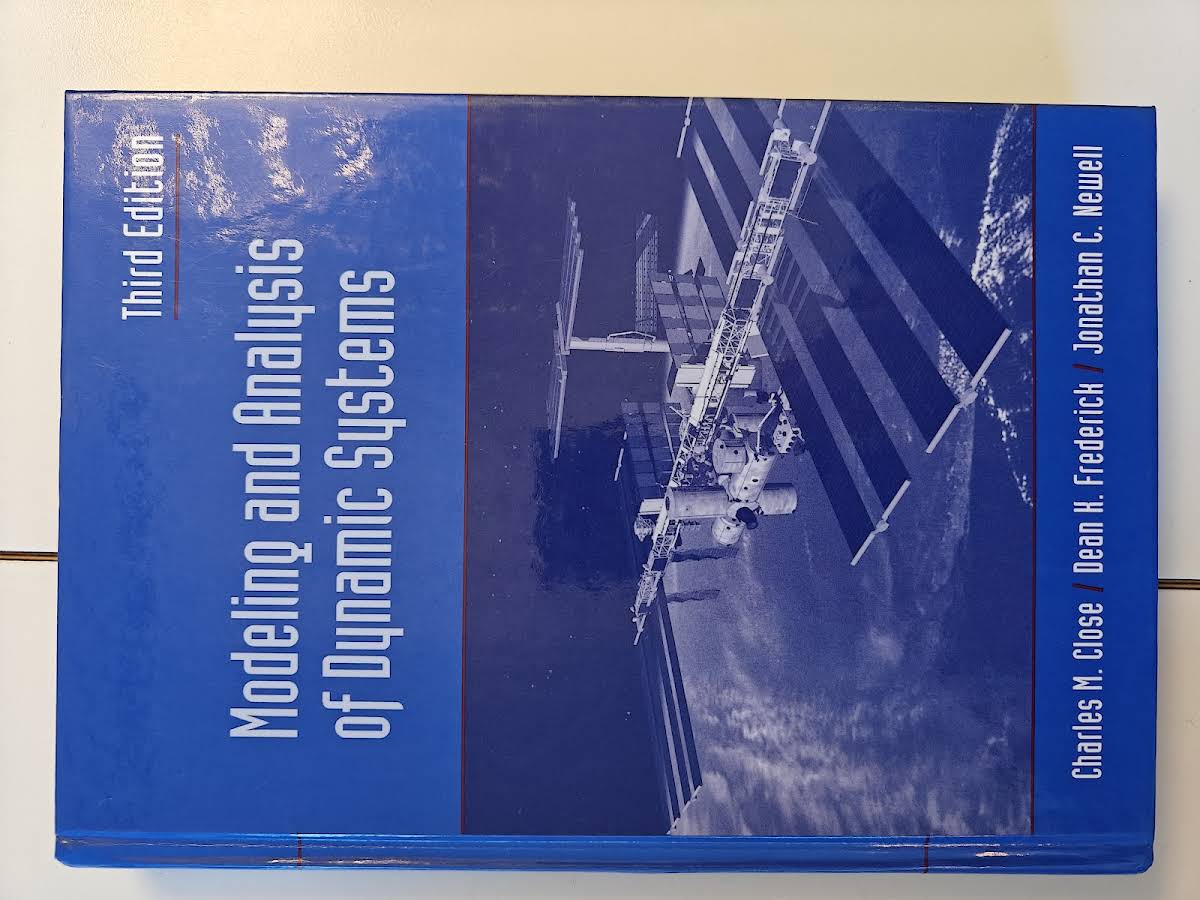 Third Edition
Modeling and Analysis
of Dynamic Systems
Charles M. Close / Dean K. Frederick / Jonathan C. Newell